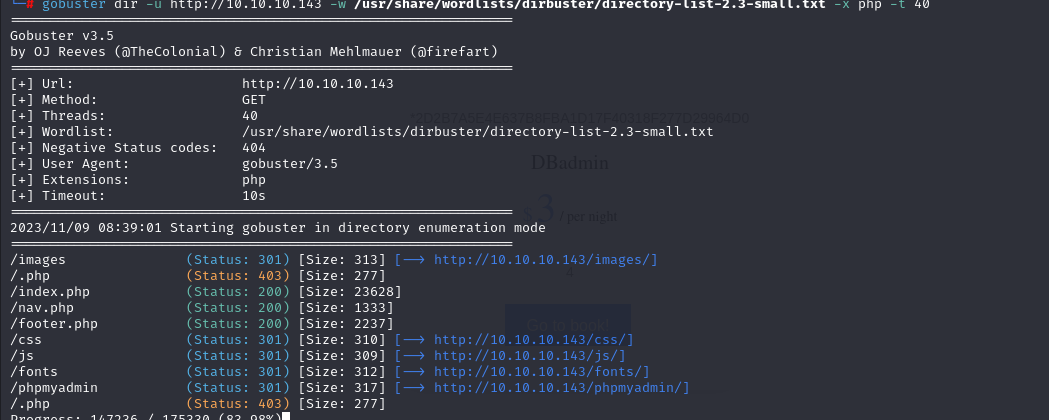 └─# gobuster dir -u http://10.10.10.143 -w /usr/share/wordlists/dirbuster/directory-list-2.3-small.txt -x php -t 40
Gobuster v3.5
by OJ Reeves (@TheColonial) & Christian Mehlmauer (@firefart)
[+] Url: http://10.10.10.143
[+] Method: GET
[+] Threads: 40
[+] Wordlist: /usr/share/wordlists/dirbuster/directory-list-2.3-small.txt
[+] Negative Status codes: 404
[+] User Agent: gobuster/3.5
[+] Extensions: php
[+] Timeout: 10s
DBadmin
$ 3 / per night
2023/11/09 08:39:01 Starting gobuster in directory enumeration mode
/images (Status: 301) [Size: 313] [--> http://10.10.10.143/images/]
/.php (Status: 403) [Size: 277]
/index.php (Status: 200) [Size: 23628]
/nav.php (Status: 200) [Size: 1333]
/footer.php (Status: 200) [Size: 2237]
Go to book!
/css (Status: 301) [Size: 310] [--> http://10.10.10.143/css/]
/js (Status: 301) [Size: 309] [--> http://10.10.10.143/js/]
/fonts (Status: 301) [Size: 312] [--> http://10.10.10.143/fonts/]
/phpmyadmin (Status: 301) [Size: 317] [--> http://10.10.10.143/phpmyadmin/]
/.php (Status: 403) [Size: 277]
Progress: 147236 / 175330 (83.98%)